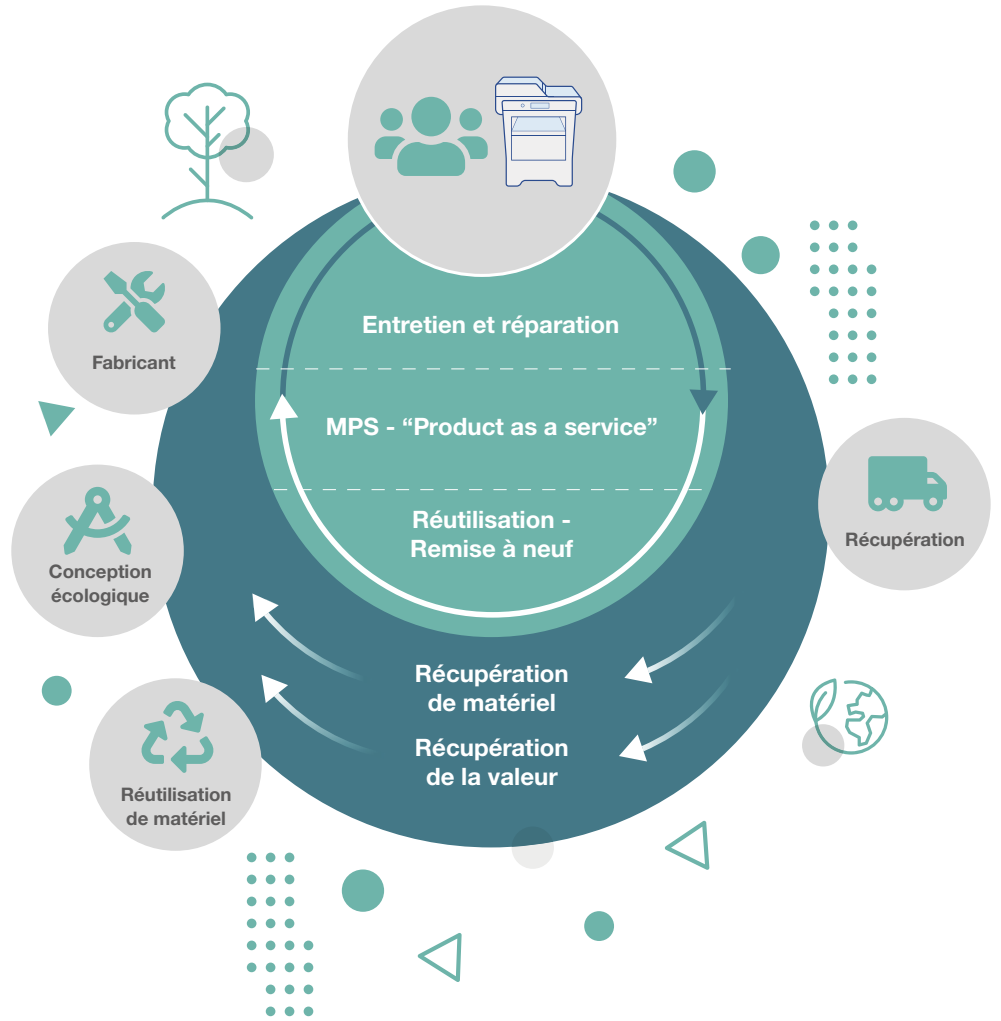 Entretien et réparation
Fabricant
MPS - “Product as a service”
Réutilisation -
Remise à neuf
Récupération
Conception
écologique
Récupération
de matériel
Récupération
de la valeur
Réutilisation
de matériel